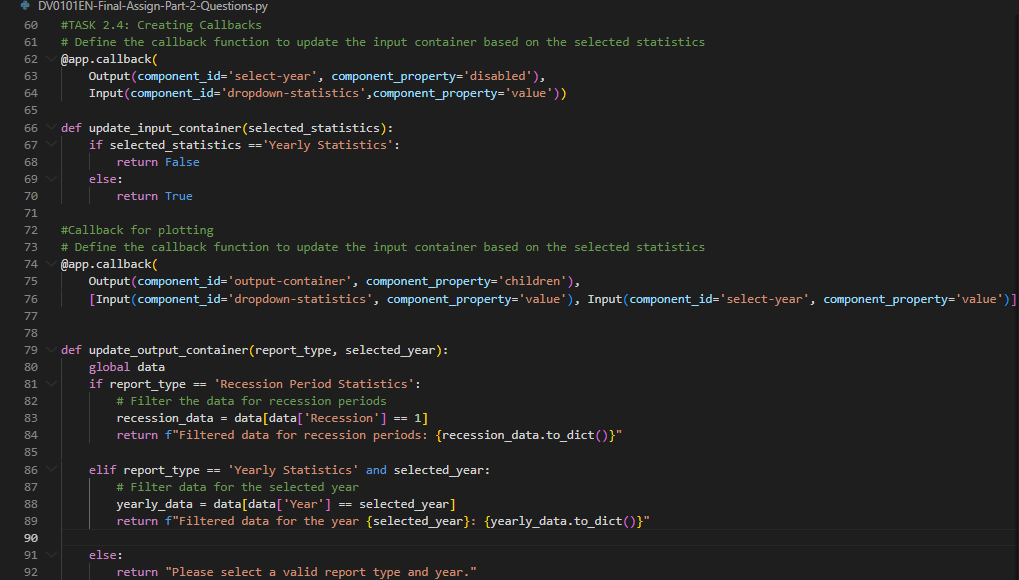 DV0101EN-Final-Assign-Part-2-Questions.py
60 #TASK 2.4: Creating Callbacks
61 # Define the callback function to update the input container based on the selected statistics
62 @app.callback(
63     Output(component_id='select-year', component_property='disabled'),
64     Input(component_id='dropdown-statistics',component_property='value'))
65
66 def update_input_container(selected_statistics):
67     if selected_statistics =='Yearly Statistics':
68         return False
69     else:
70         return True
71
72 #Callback for plotting
73 # Define the callback function to update the input container based on the selected statistics
74 @app.callback(
75     Output(component_id='output-container', component_property='children'),
76     [Input(component_id='dropdown-statistics', component_property='value'), Input(component_id='select-year', component_property='value')]
77
78
79 def update_output_container(report_type, selected_year):
80     global data
81     if report_type == 'Recession Period Statistics':
82         # Filter the data for recession periods
83         recession_data = data[data['Recession'] == 1]
84         return f"Filtered data for recession periods: {recession_data.to_dict()}"
85
86     elif report_type == 'Yearly Statistics' and selected_year:
87         # Filter data for the selected year
88         yearly_data = data[data['Year'] == selected_year]
89         return f"Filtered data for the year {selected_year}: {yearly_data.to_dict()}"
90
91     else:
92         return "Please select a valid report type and year."